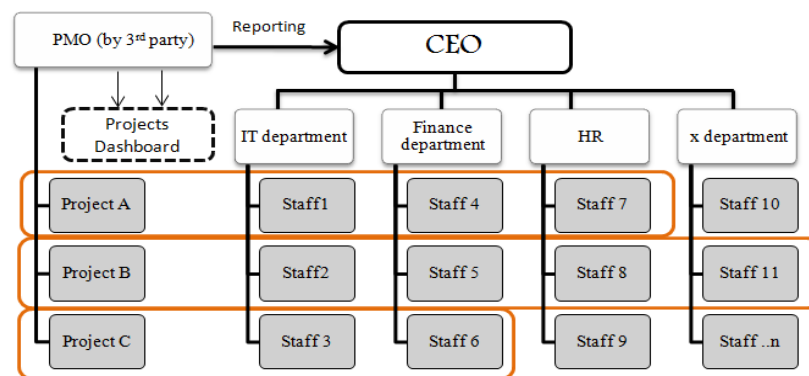 PMO (by 3rd party)
Reporting
CEO
Projects
Dashboard
IT department
Finance
department
HR
x department
Project A
Staff1
Staff 4
Staff 7
Staff 10
Project B
Staff2
Staff 5
Staff 8
Staff 11
Project C
Staff 3
Staff 6
Staff 9
Staff ..n